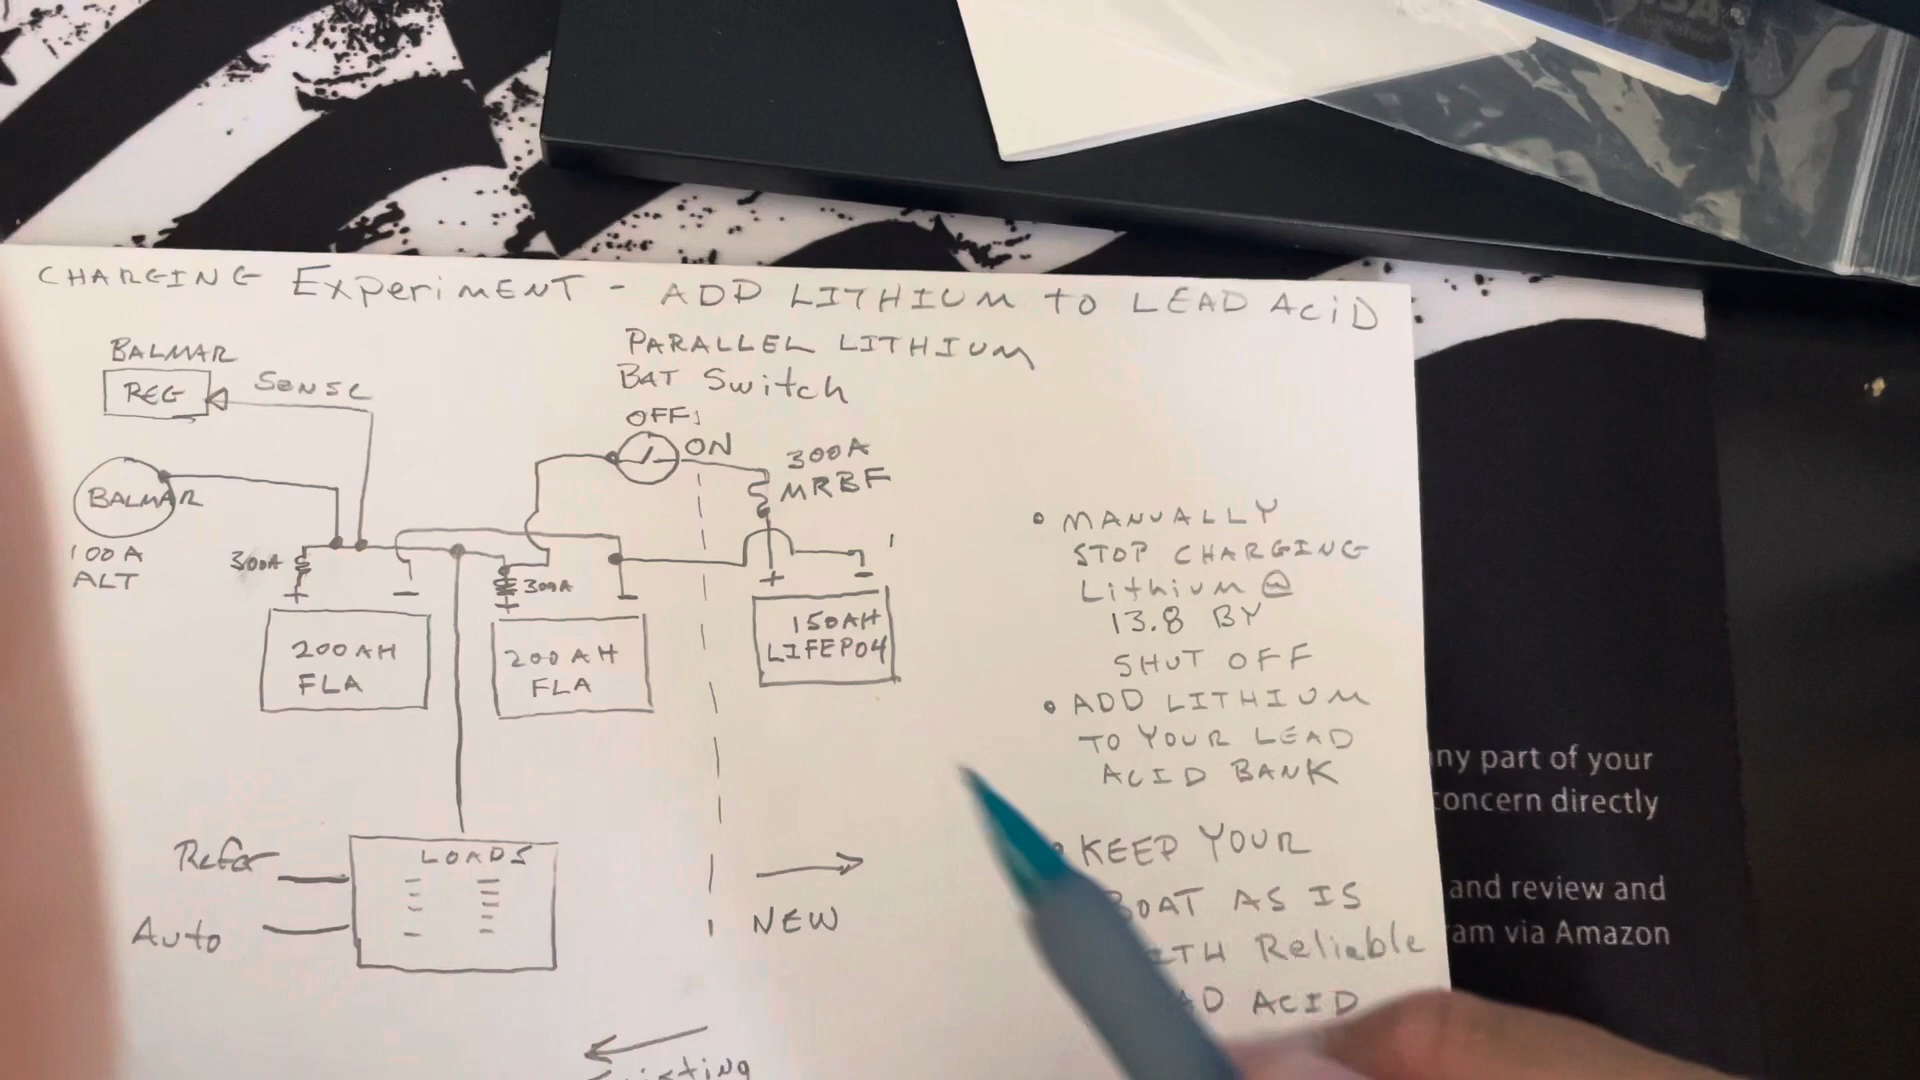 CHARGING ExperiMENT - ADD LITHIUM to LEAD ACiD
BALMAR
REG
SENSE
PARALLEL LITHIUM
BAT Switch
OFF
ON
300A
MRBF
BALMAR
100A
ALT
300A
+
-
300A
+
-
+
-
200AH
FLA
200AH
FLA
150AH
LIFEPO4
LOADS
Refer
Auto
NEW
• MANUALLY
STOP CHARGING
Lithium @
13.8 BY
SHUT OFF
• ADD LITHIUM
TO YOUR LEAD
ACID BANK
• KEEP YOUR
BOAT AS IS
Reliable
ACID
any part of your
concern directly
and review and
via Amazon